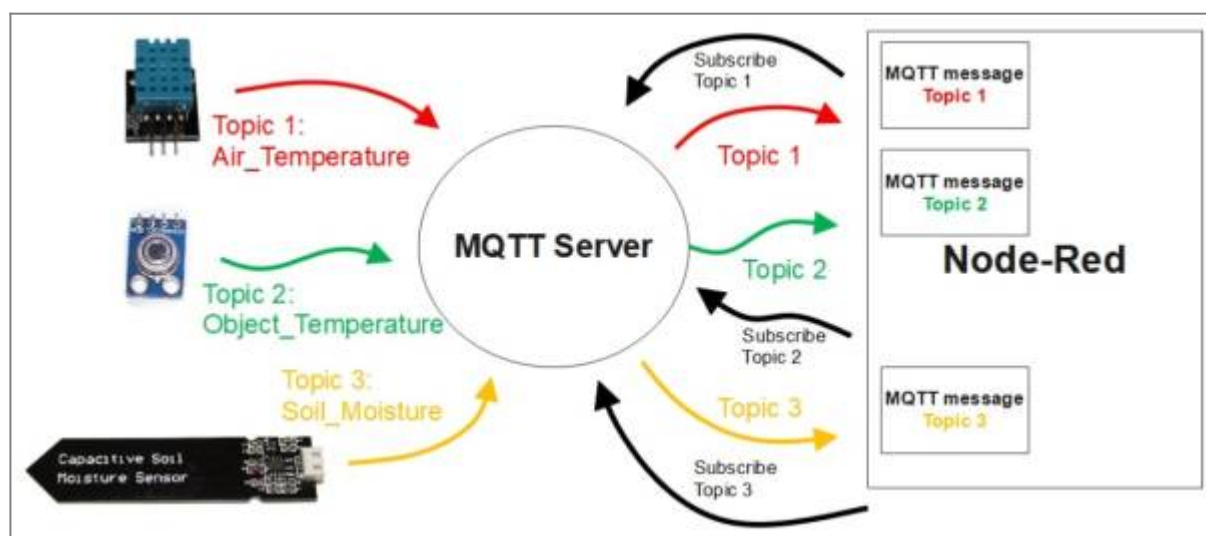 Topic 1:
Air_Temperature
Topic 2:
Object_Temperature
Topic 3:
Soil_Moisture
Capacitive Soil
Moisture Sensor
MQTT Server
Subscribe
Topic 1
Topic 1
Topic 2
Subscribe
Topic 2
Topic 3
Subscribe
Topic 3
MQTT message
Topic 1
MQTT message
Topic 2
Node-Red
MQTT message
Topic 3